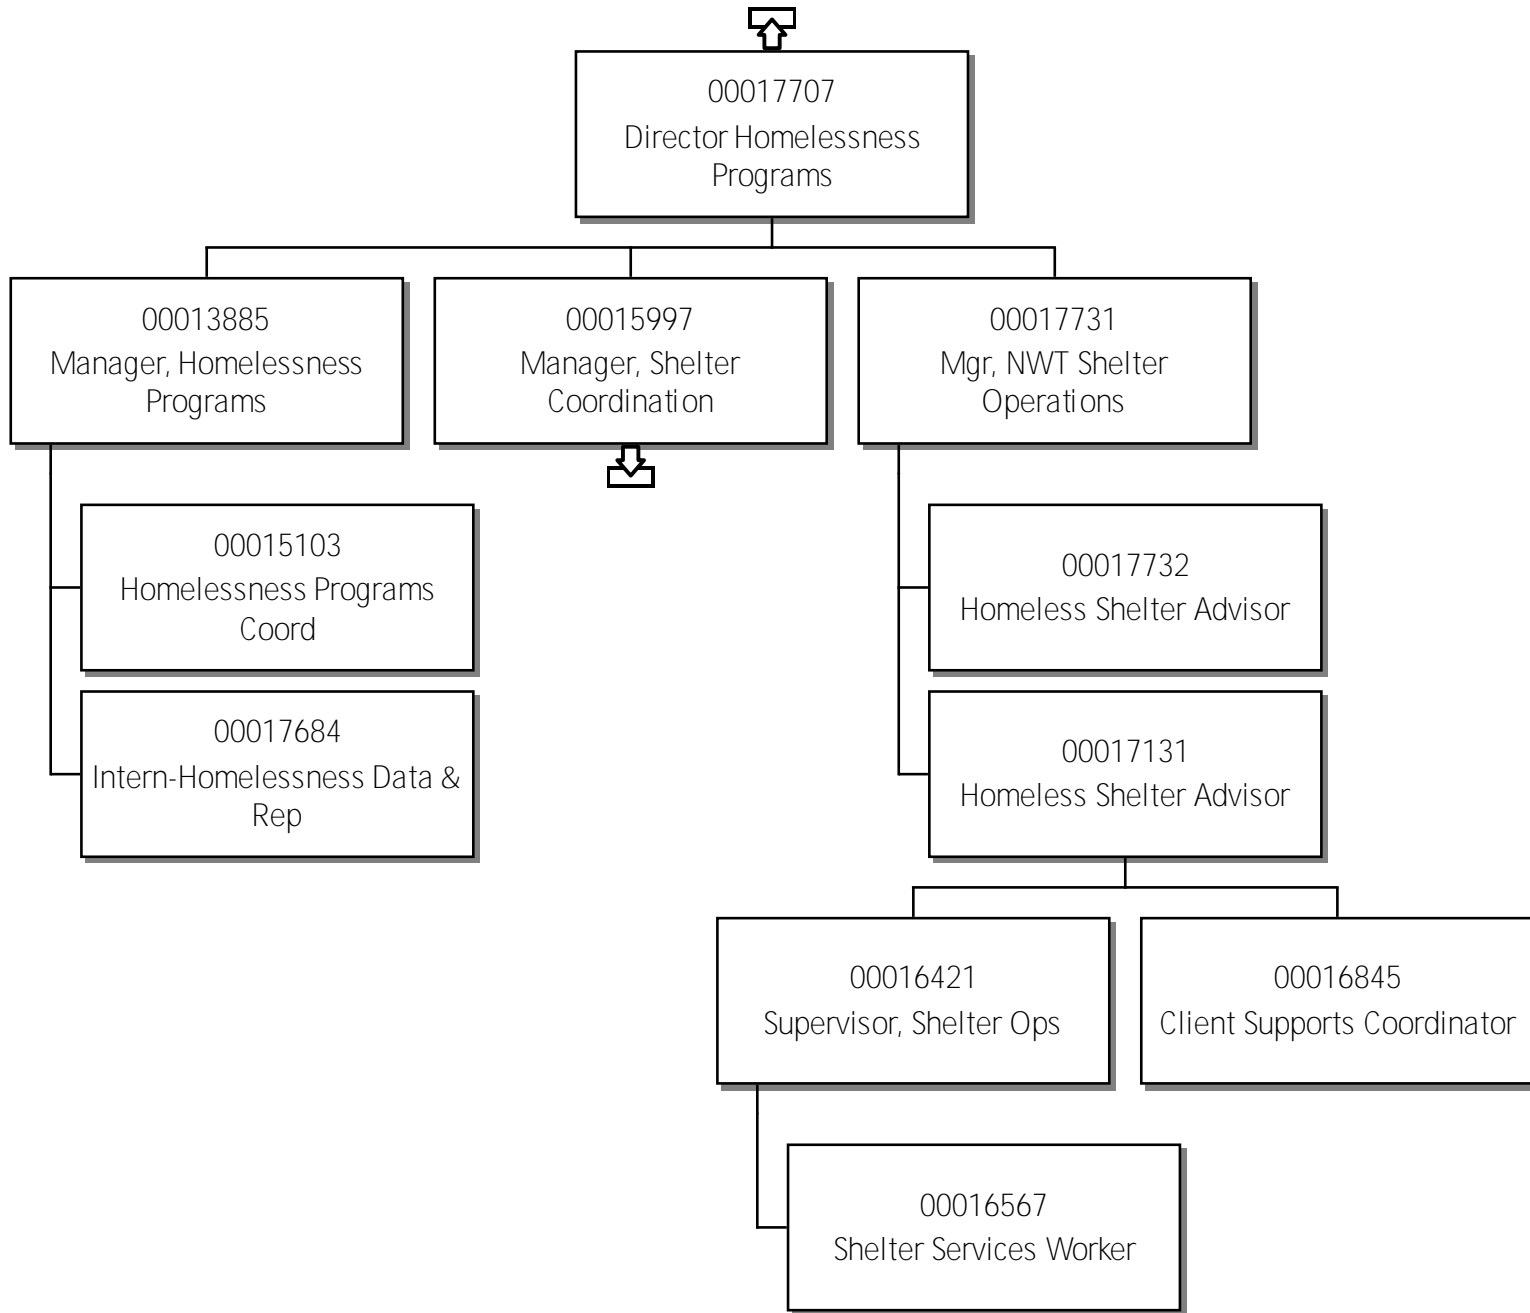 00017707
Director Homelessness
Programs
00013885
Manager, Homelessness
Programs
00015997
Manager, Shelter
Coordination
00017731
Mgr, NWT Shelter
Operations
00015103
Homelessness Programs
Coord
00017684
Intern-Homelessness Data &
Rep
00017732
Homeless Shelter Advisor
00017131
Homeless Shelter Advisor
00016421
Supervisor, Shelter Ops
00016845
Client Supports Coordinator
00016567
Shelter Services Worker